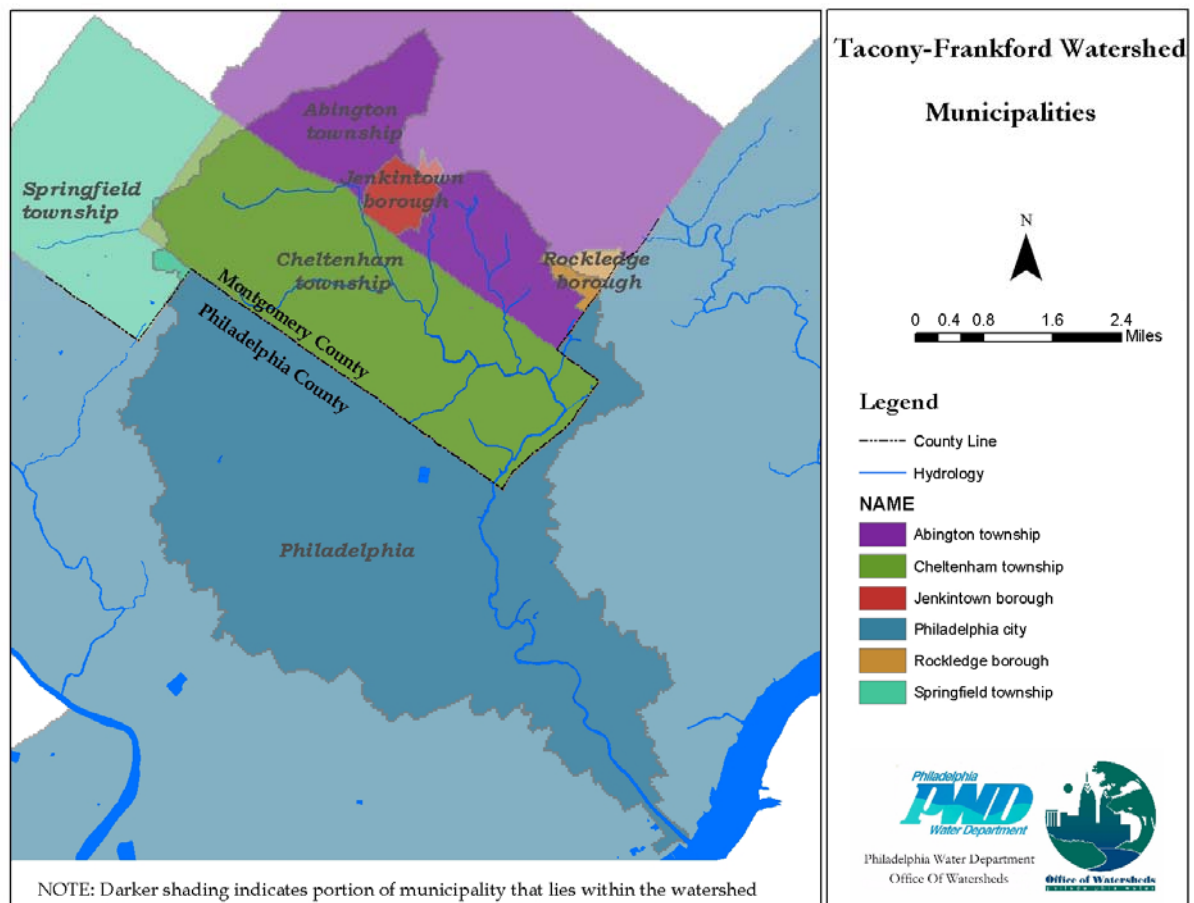 Tacony-Frankford Watershed
Municipalities
Abington
township
Jenkintown
borough
Springfield
township
Cheltenham
township
Rockledge
borough
Montgomery County
Philadelphia County
Philadelphia
NOTE: Darker shading indicates portion of municipality that lies within the watershed
N
0 0.4 0.8 1.6 2.4
Miles
Legend
County Line
Hydrology
NAME
Abington township
Cheltenham township
Jenkintown borough
Philadelphia city
Rockledge borough
Springfield township
Philadelphia
PWD
Water Department
Philadelphia Water Department
Office Of Watersheds
Office of Watersheds